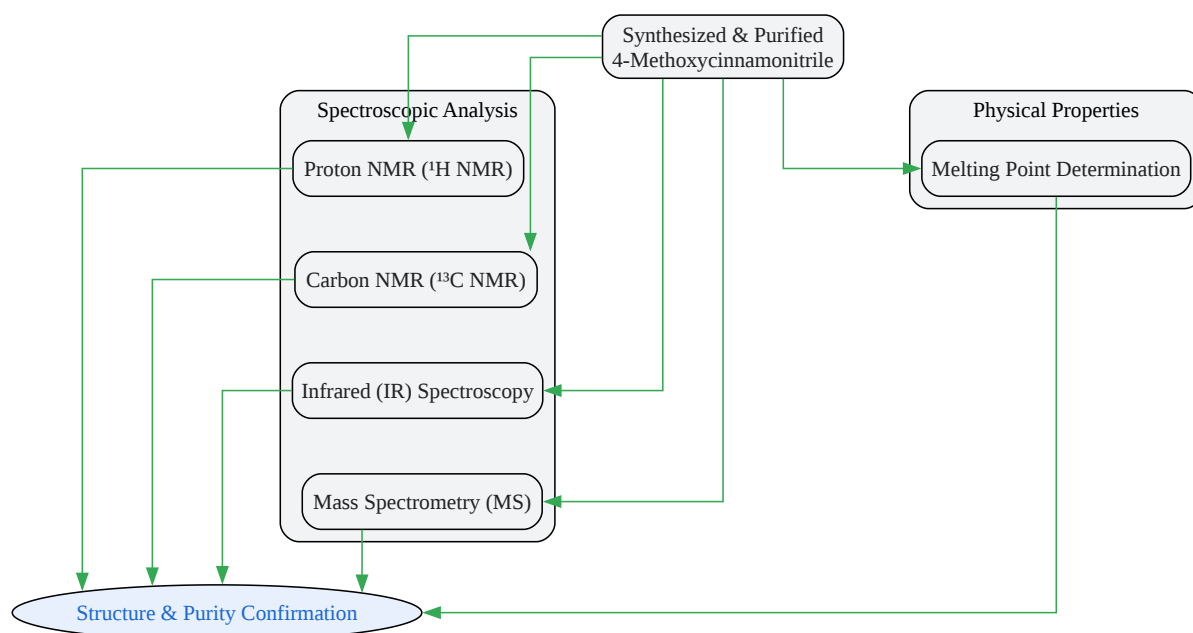 Synthesized & Purified
4-Methoxycinnamonitrile
Spectroscopic Analysis
Physical Properties
Proton NMR (¹H NMR)
Melting Point Determination
Carbon NMR (¹³C NMR)
Infrared (IR) Spectroscopy
Mass Spectrometry (MS)
Structure & Purity Confirmation